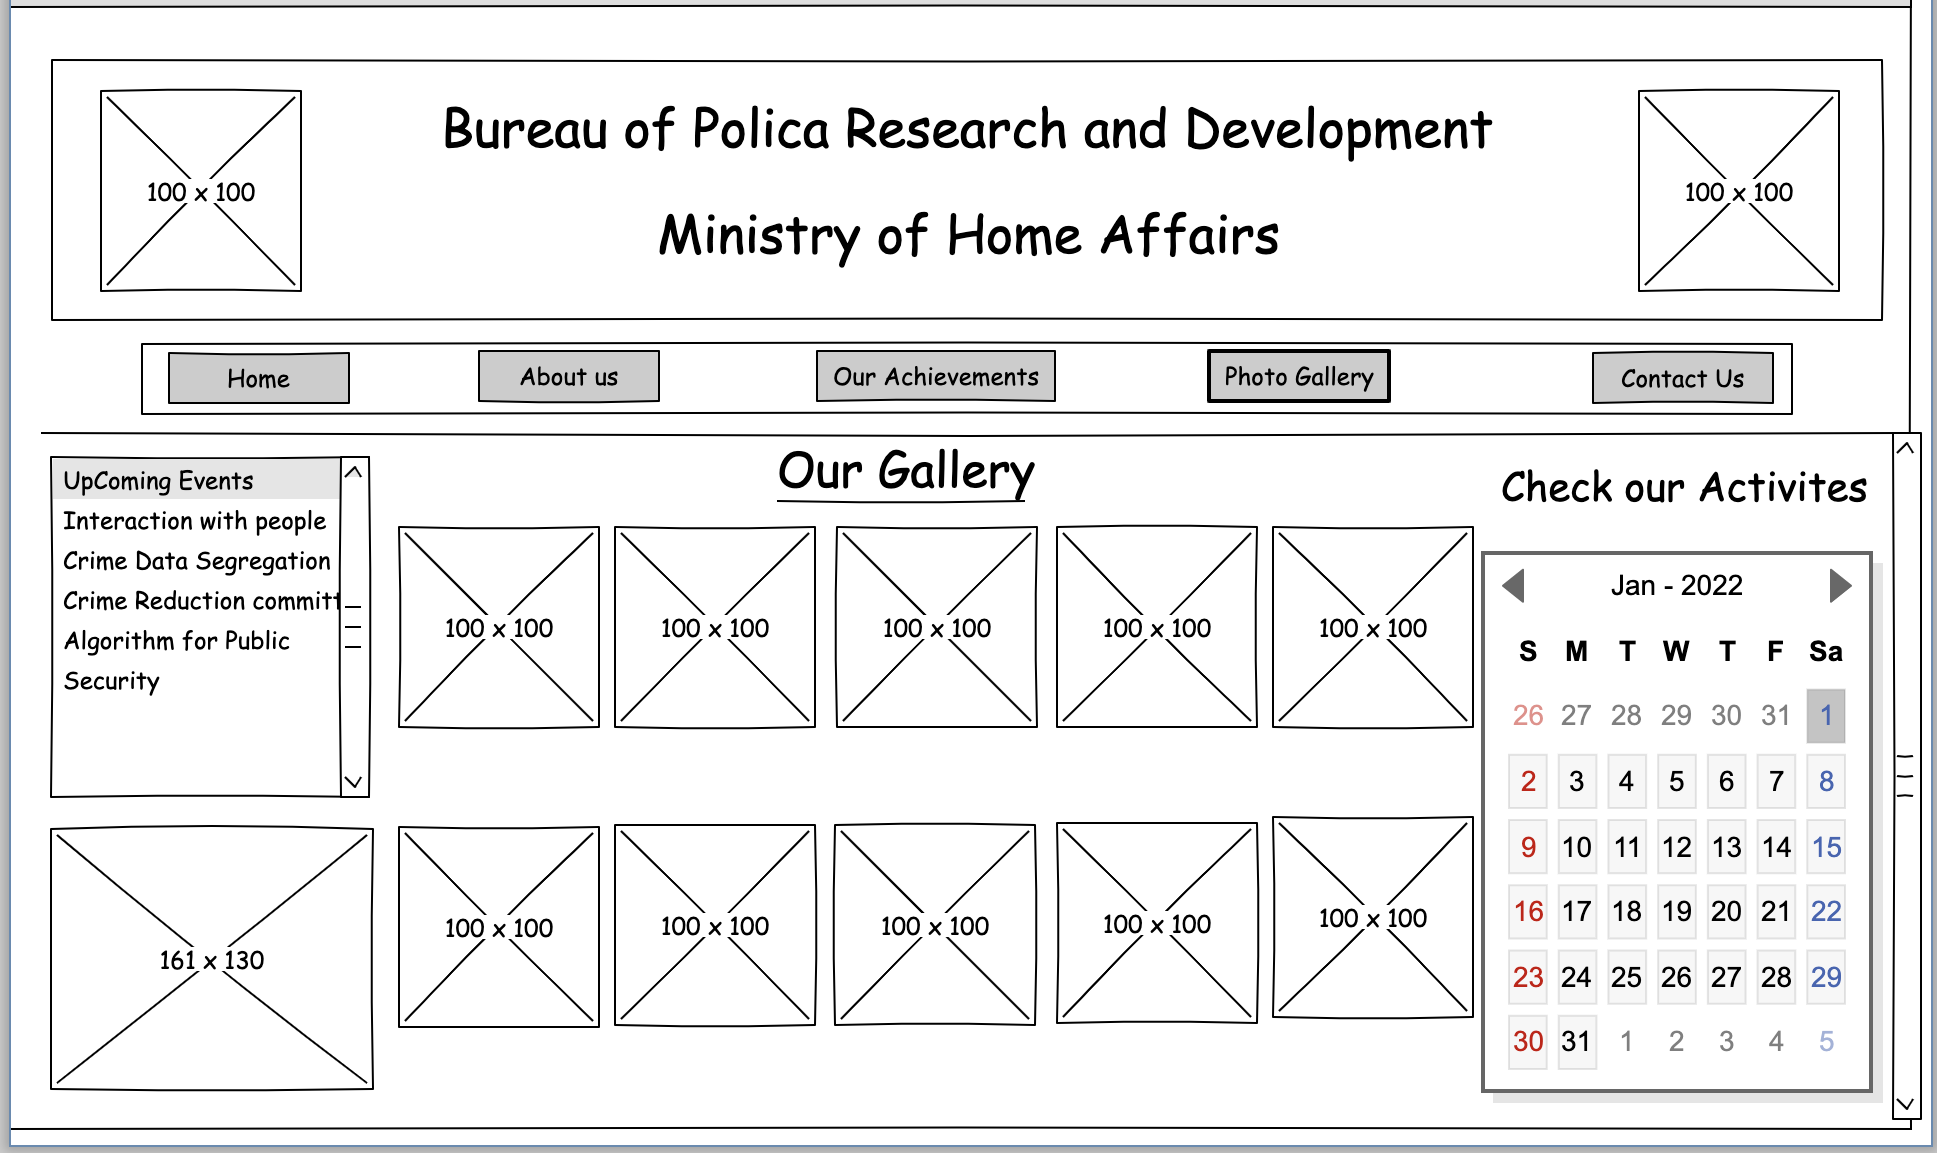 Bureau of Polica Research and Development
100 x 100
100 x 100
Ministry of Home Affairs
Home
About us
Our Achievements
Photo Gallery
Contact Us
UpComing Events
Interaction with people
Crime Data Segregation
Crime Reduction committ
Algorithm for Public
Security
Our Gallery
Check our Activites
100 x 100
100 x 100
100 x 100
100 x 100
100 x 100
161 x 130
100 x 100
100 x 100
100 x 100
100 x 100
100 x 100
Jan - 2022
S M T W T F Sa
26 27 28 29 30 31 1
2 3 4 5 6 7 8
9 10 11 12 13 14 15
16 17 18 19 20 21 22
23 24 25 26 27 28 29
30 31 1 2 3 4 5